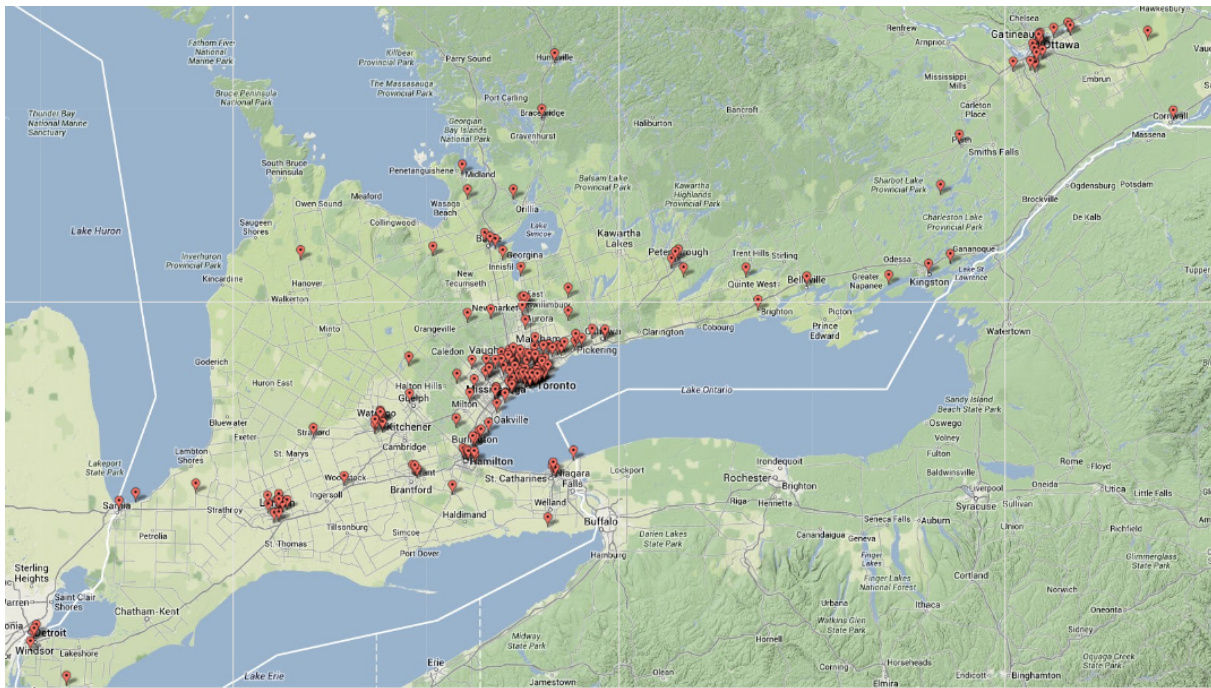 Fathom Five
National
Marine Park
Bruce Peninsula
National Park
Killbear
Provincial Park
Parry Sound
The Massasauga
Provincial Park
Port Carling
Georgian
Bay Islands
National Park
Gravenhurst
Haliburton
Bancroft
Renfrew
Arnprior
Chelsea
Gatineau
Ottawa
Hawkesbury
Embrun
Mississippi
Mills
Carleton
Place
Smiths Falls
Cornwall
Massena
Thunder Bay
National Marine
Sanctuary
South Bruce
Peninsula
Owen Sound
Meaford
Collingwood
Wasaga
Beach
Penetanguishene
Midland
Orillia
Lake
Simcoe
Balsam Lake
Provincial Park
Kawartha
Highlands
Provincial Park
Kawartha
Lakes
Sharbot Lake
Provincial Park
Charleston Lake
Provincial Park
Brockville
Ogdensburg
Potsdam
De Kalb
Lake Huron
Saugeen
Shores
Inverhuron
Provincial Park
Kincardine
Hanover
Walkerton
Minto
Georgina
Innisfil
New
Tecumseth
Newmarket
East
Aurora
Orangeville
Caledon
Trent Hills
Stirling
Quinte West
Brighton
Belleville
Prince
Edward
Picton
Greater
Napanee
Odessa
Kingston
Gananoque
Lake St
Lawrence
Watertown
Tupper
Clarington
Cobourg
Pickering
Toronto
Lake Ontario
Goderich
Huron East
Bluewater
Exeter
St. Marys
Halton Hills
Guelph
Milton
Oakville
Kitchener
Cambridge
Hamilton
Brantford
Haldimand
Simcoe
Port Dover
Tillsonburg
Ingersoll
St. Thomas
Strathroy
Lambton
Shores
Lakeport
State Park
Sarnia
Petrolia
Sterling
Heights
Saint Clair
Shores
Detroit
Windsor
Lakeshore
Chatham-Kent
Lake Erie
Erie
St. Catharines
Niagara
Falls
Welland
Lockport
Buffalo
Hamburg
Rochester
Irondequoit
Brighton
Riga
Henrietta
Darien Lakes
State Park
Canandaigua
Geneva
Seneca Falls
Auburn
Finger
Lakes
Finger Lakes
National Forest
Sandy Island
Beach State Park
Oswego
Volney
Fulton
Baldwinsville
Liverpool
Syracuse
Oneida
Sullivan
Rome
Floyd
Utica
Little Falls
Union
Richfield
Glimmerglass
State Park
Cortland
Norwich
Oneonta
Sidney
Ithaca
Urbana
Watkins Glen
State Park
Hornell
Corning
Horseheads
Elmira
Endicott
Binghamton
Oquaga Creek
State Park
Midway
State Park
Jamestown
Olean